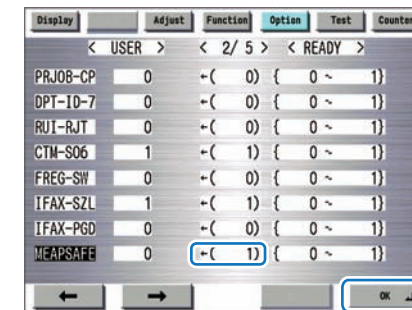 Display Adjust Function Option Test Counter
< USER > < 2/ 5 > < READY >
PRJOB-CP 0 ←( 0) { 0 ~ 1}
DPT-ID-7 0 ←( 0) { 0 ~ 1}
RUI-RJT 0 ←( 0) { 0 ~ 1}
CTM-S06 1 ←( 1) { 0 ~ 1}
FREG-SW 0 ←( 0) { 0 ~ 1}
IFAX-SZL 1 ←( 1) { 0 ~ 1}
IFAX-PGD 0 ←( 0) { 0 ~ 1}
MEAPSAFE 0 ←( 1) { 0 ~ 1}
← → OK